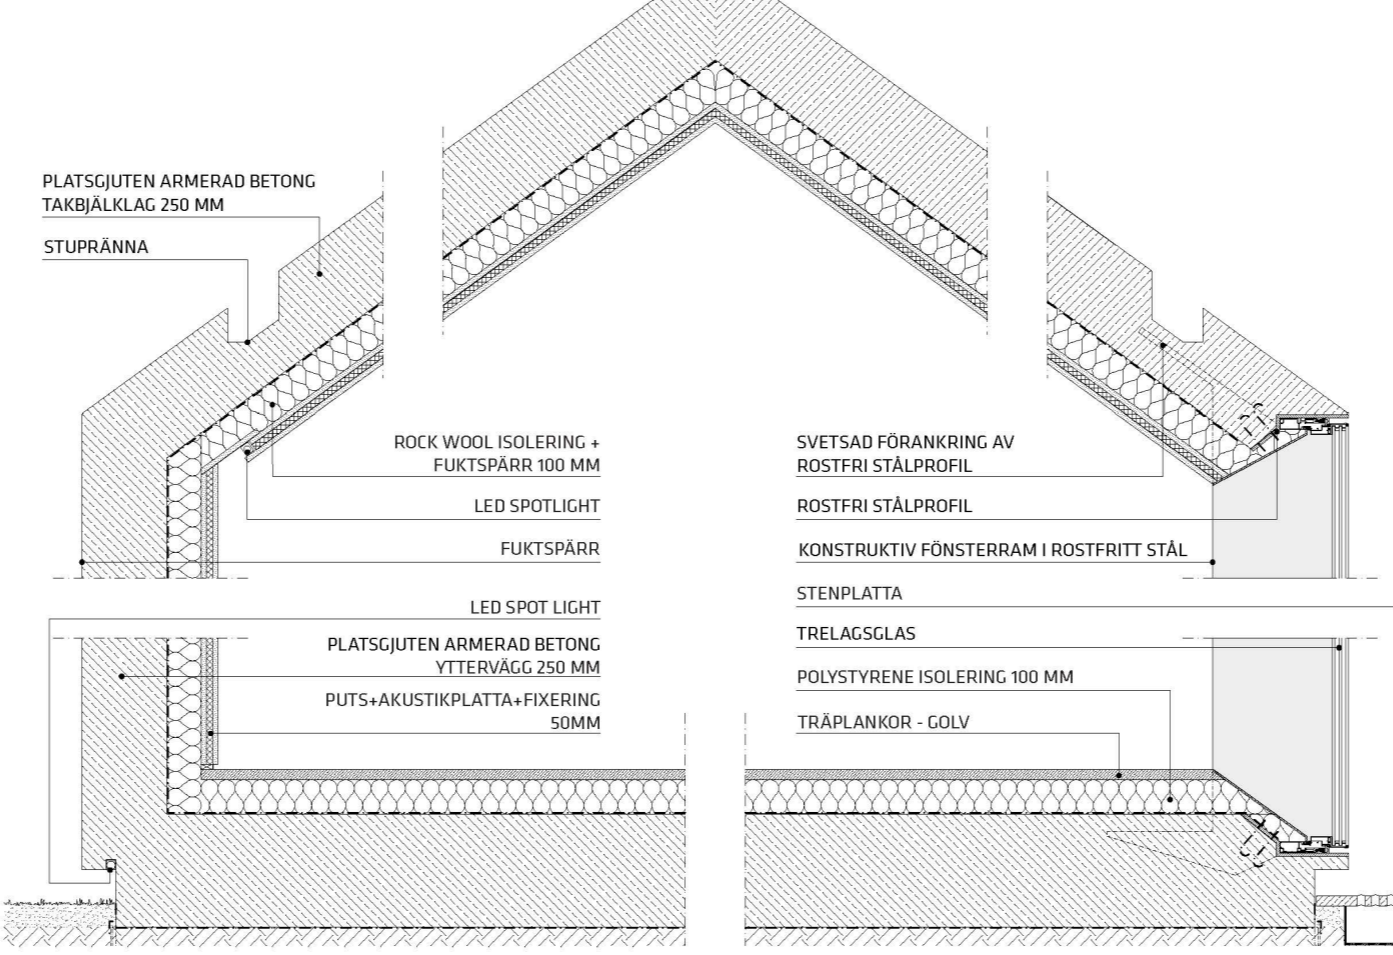 PLATSGJUTEN ARMERAD BETONG
TAKBJÄLKLAG 250 MM
STUPRÄNNA
ROCK WOOL ISOLERING +
FUKTSPÄRR 100 MM
LED SPOTLIGHT
FUKTSPÄRR
LED SPOT LIGHT
PLATSGJUTEN ARMERAD BETONG
YTTERVÄGG 250 MM
PUTS+AKUSTIKPLATTA+FIXERING
50MM
SVETSAD FÖRANKRING AV
ROSTFRI STÅLPROFIL
ROSTFRI STÅLPROFIL
KONSTRUKTIV FÖNSTERRAM I ROSTFRITT STÅL
STENPLATTA
TRELAGSGLAS
POLYSTYRENE ISOLERING 100 MM
TRÄPLANKOR - GOLV